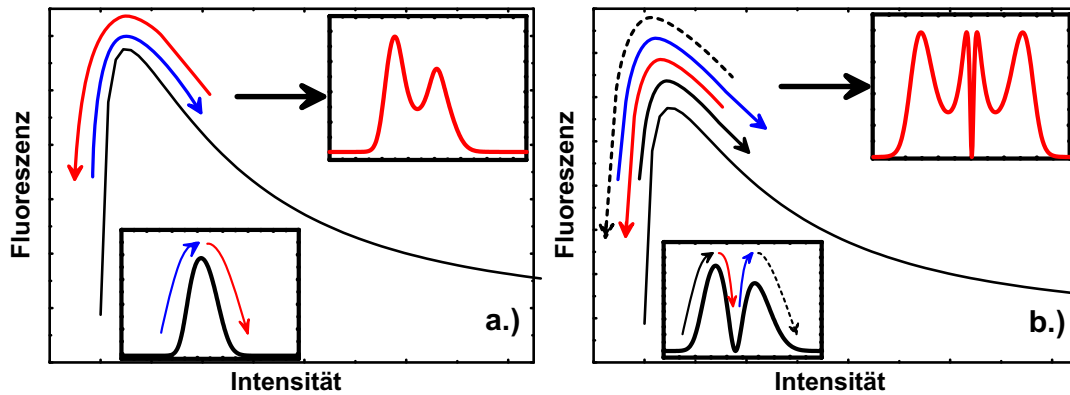 Fluoreszenz
a.)
Intensität
Fluoreszenz
b.)
Intensität